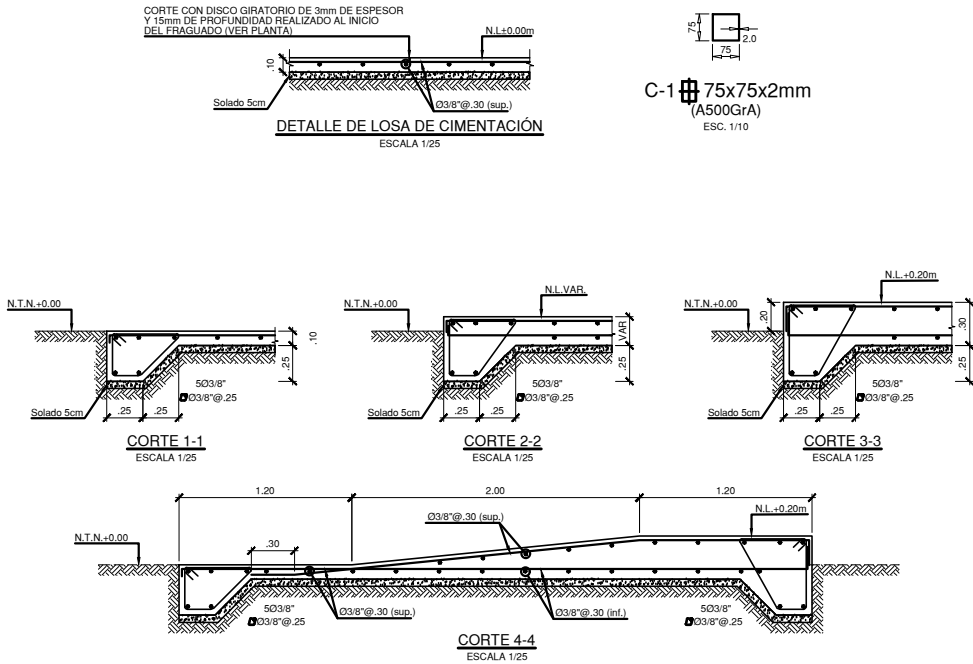 CORTE CON DISCO GIRATORIO DE 3mm DE ESPESOR
Y 15mm DE PROFUNDIDAD REALIZADO AL INICIO
DEL FRAGUADO (VER PLANTA)
N.L±0.00m
.10
Solado 5cm
Ø3/8"@.30 (sup.)
DETALLE DE LOSA DE CIMENTACIÓN
ESCALA 1/25
75
75
2.0
C-1 75x75x2mm
(A500GrA)
ESC. 1/10
N.T.N.+0.00
.10
.25
5Ø3/8"
Ø3/8"@.25
Solado 5cm
.25
.25
CORTE 1-1
ESCALA 1/25
N.T.N.+0.00
N.L.VAR.
VAR
.25
5Ø3/8"
Ø3/8"@.25
Solado 5cm
.25
.25
CORTE 2-2
ESCALA 1/25
N.T.N.+0.00
N.L.+0.20m
.20
.30
.25
5Ø3/8"
Ø3/8"@.25
Solado 5cm
.25
.25
CORTE 3-3
ESCALA 1/25
1.20
2.00
1.20
N.T.N.+0.00
.30
Ø3/8"@.30 (sup.)
N.L.+0.20m
5Ø3/8"
Ø3/8"@.25
Ø3/8"@.30 (sup.)
Ø3/8"@.30 (inf.)
5Ø3/8"
Ø3/8"@.25
CORTE 4-4
ESCALA 1/25